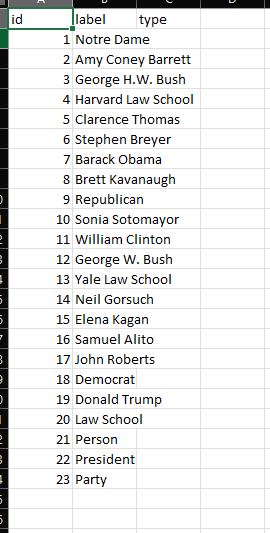 id label type
1 Notre Dame
2 Amy Coney Barrett
3 George H.W. Bush
4 Harvard Law School
5 Clarence Thomas
6 Stephen Breyer
7 Barack Obama
8 Brett Kavanaugh
9 Republican
10 Sonia Sotomayor
11 William Clinton
12 George W. Bush
13 Yale Law School
14 Neil Gorsuch
15 Elena Kagan
16 Samuel Alito
17 John Roberts
18 Democrat
19 Donald Trump
20 Law School
21 Person
22 President
23 Party